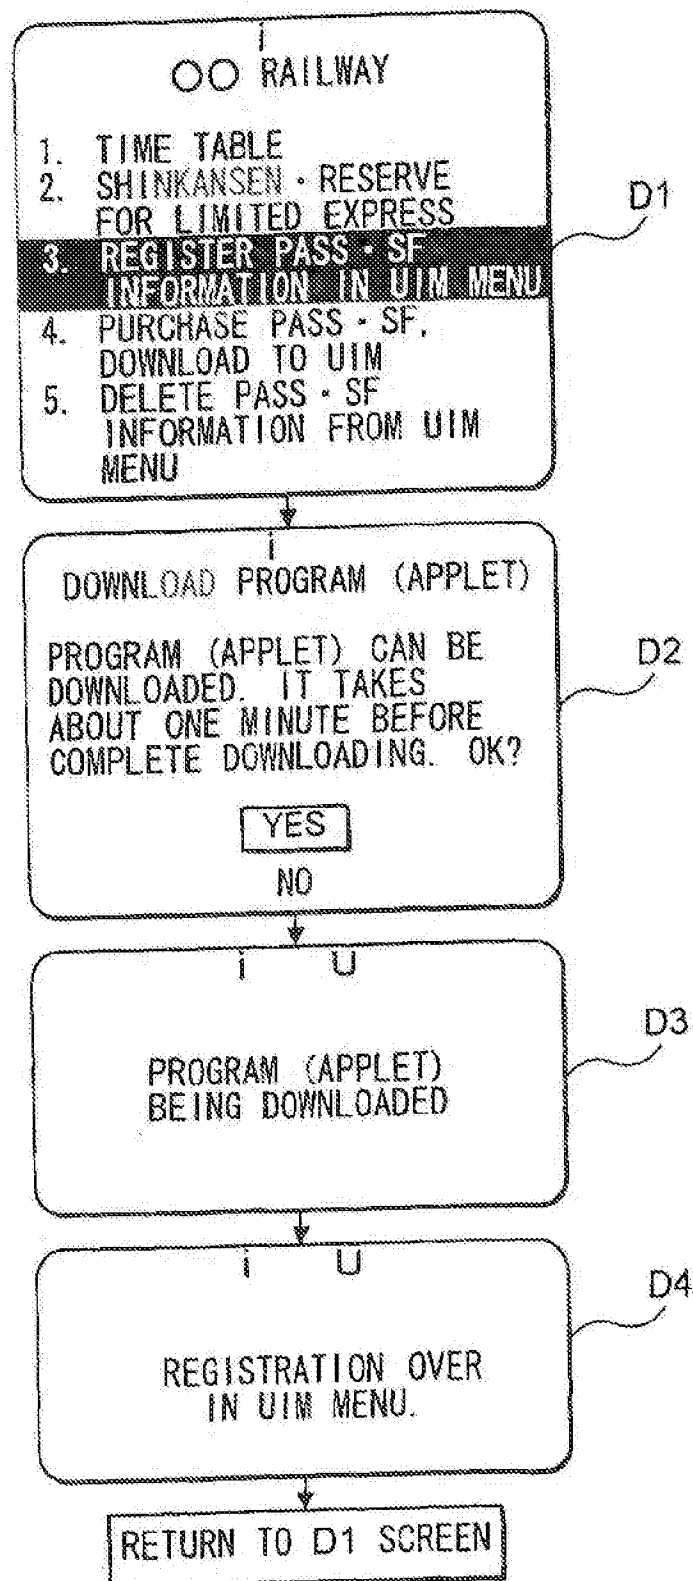 i
○○ RAILWAY
1. TIME TABLE
2. SHINKANSEN・RESERVE
FOR LIMITED EXPRESS
3. REGISTER PASS・SF
INFORMATION IN UIM MENU
4. PURCHASE PASS・SF,
DOWNLOAD TO UIM
5. DELETE PASS・SF
INFORMATION FROM UIM
MENU
D1
i
DOWNLOAD PROGRAM (APPLET)
PROGRAM (APPLET) CAN BE
DOWNLOADED. IT TAKES
ABOUT ONE MINUTE BEFORE
COMPLETE DOWNLOADING. OK?
YES
NO
D2
i U
PROGRAM (APPLET)
BEING DOWNLOADED
D3
i U
REGISTRATION OVER
IN UIM MENU.
D4
RETURN TO D1 SCREEN